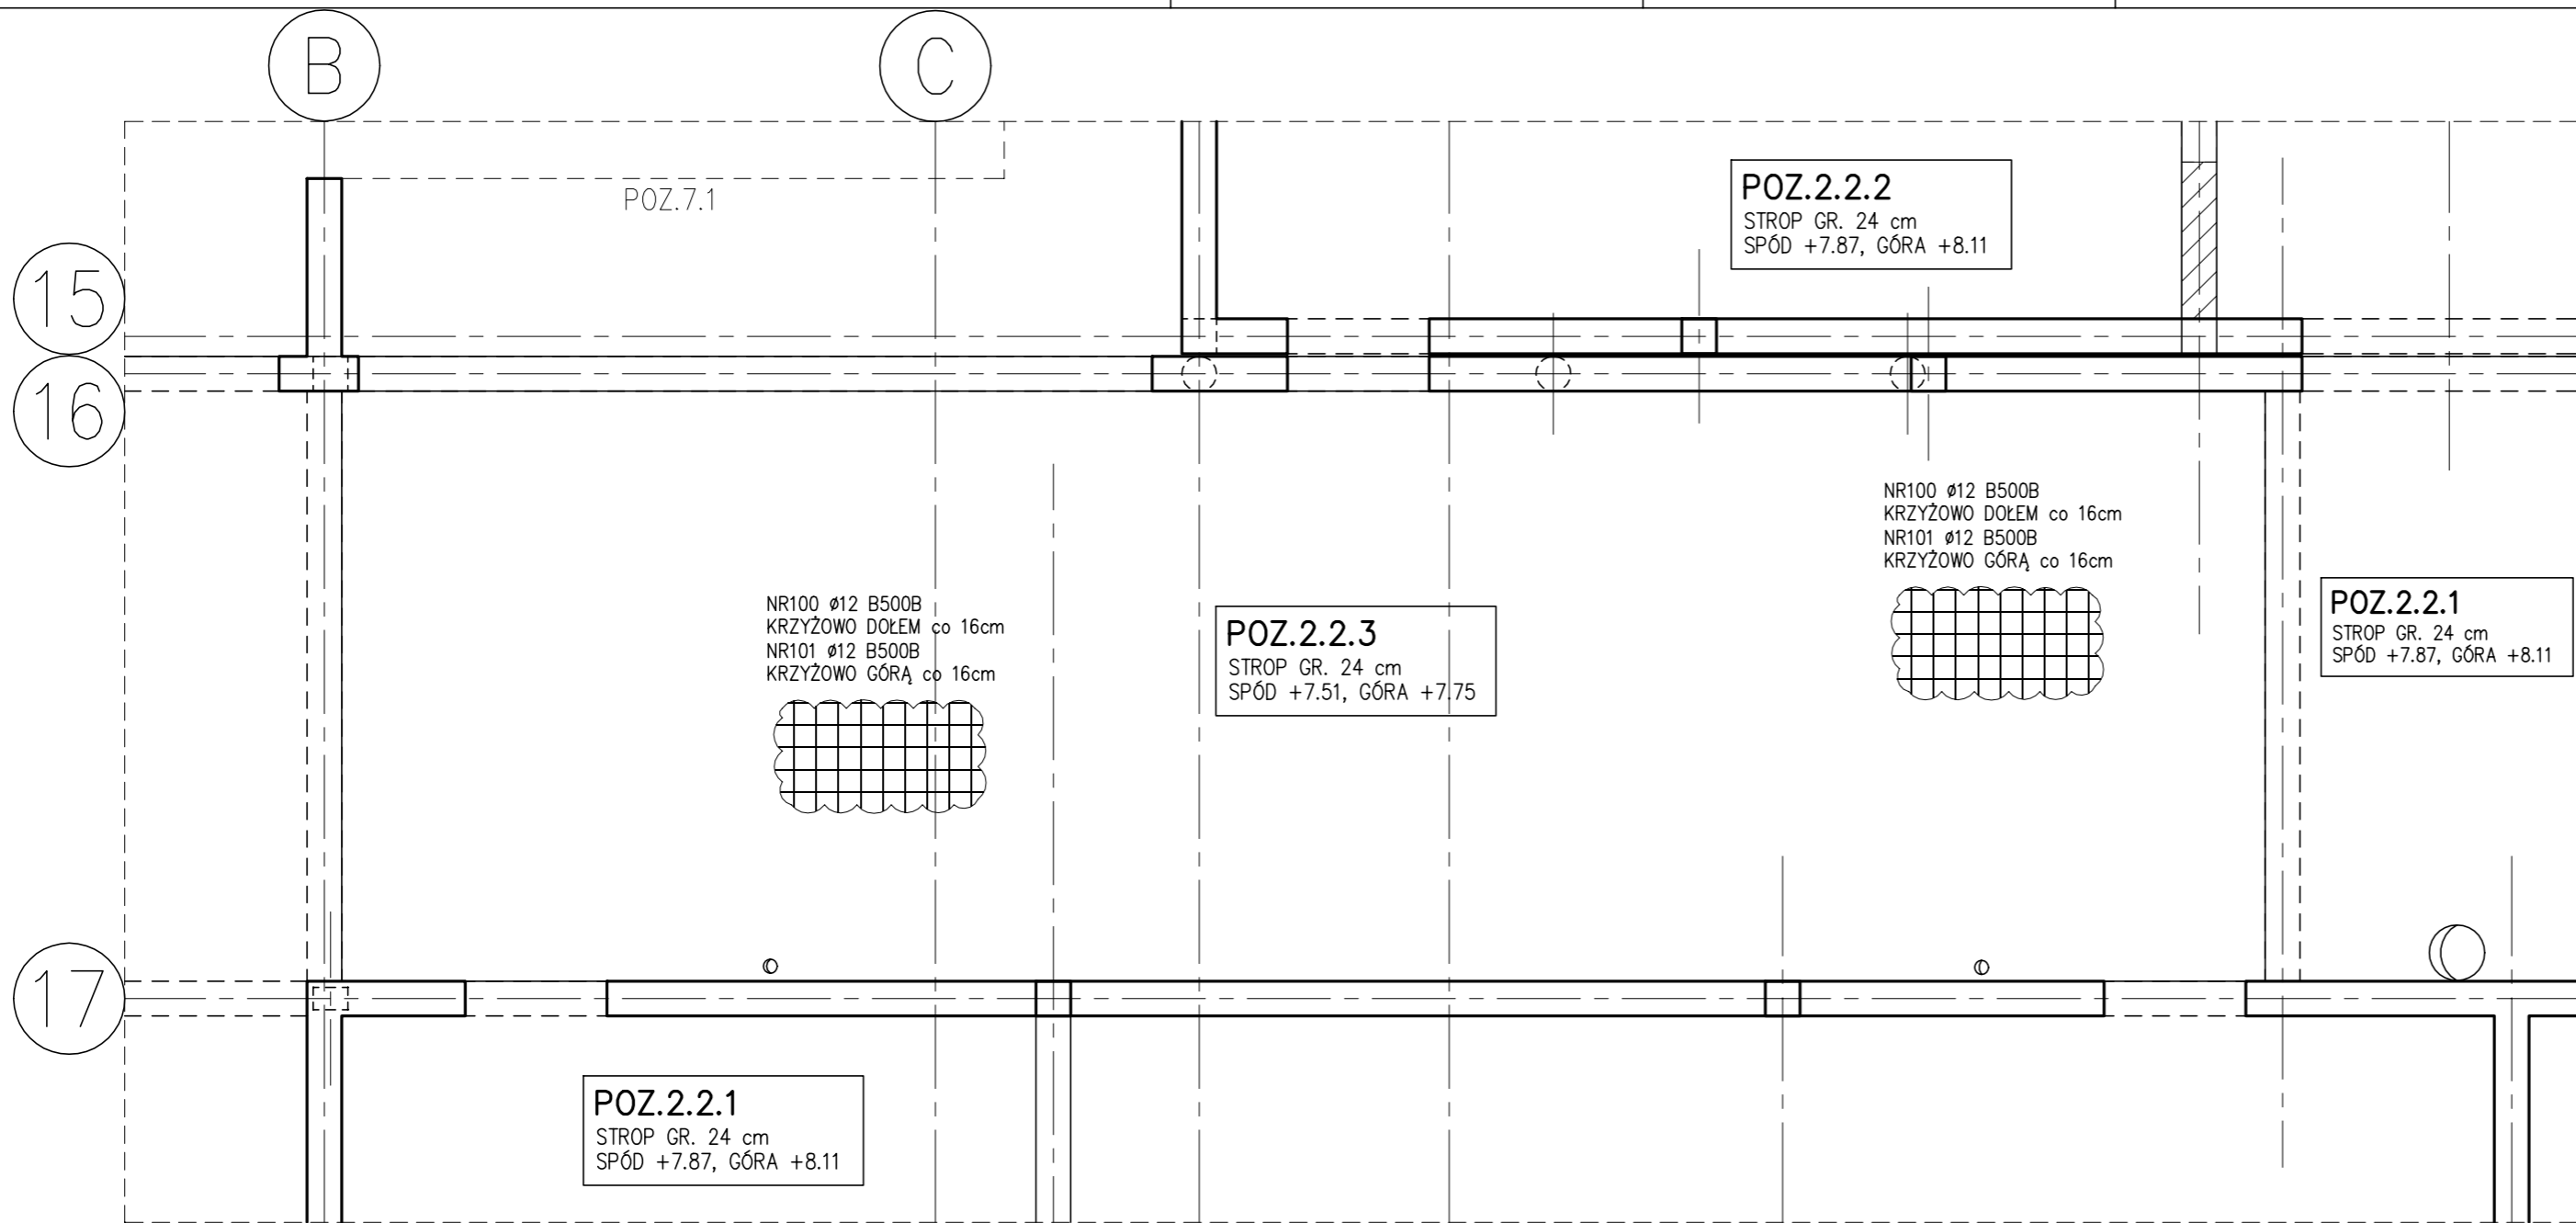 B
C
POZ.7.1
POZ.2.2.2
STROP GR. 24 cm
SPÓD +7.87, GÓRA +8.11
15
16
NR100 ø12 B500B
KRZYŻOWO DOŁEM co 16cm
NR101 ø12 B500B
KRZYŻOWO GÓRĄ co 16cm
NR100 ø12 B500B
KRZYŻOWO DOŁEM co 16cm
NR101 ø12 B500B
KRZYŻOWO GÓRĄ co 16cm
POZ.2.2.3
STROP GR. 24 cm
SPÓD +7.51, GÓRA +7.75
POZ.2.2.1
STROP GR. 24 cm
SPÓD +7.87, GÓRA +8.11
17
POZ.2.2.1
STROP GR. 24 cm
SPÓD +7.87, GÓRA +8.11